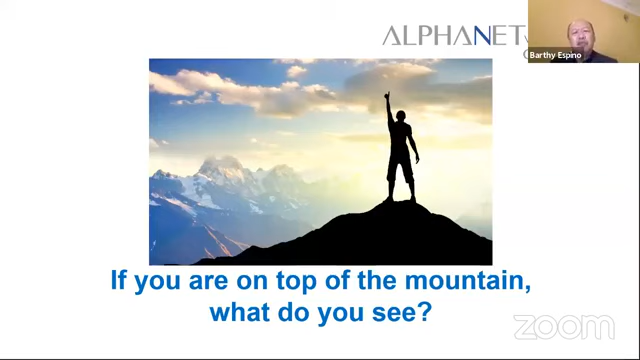 ALPHANET
Barthy Espino
If you are on top of the mountain,
what do you see?
zoom